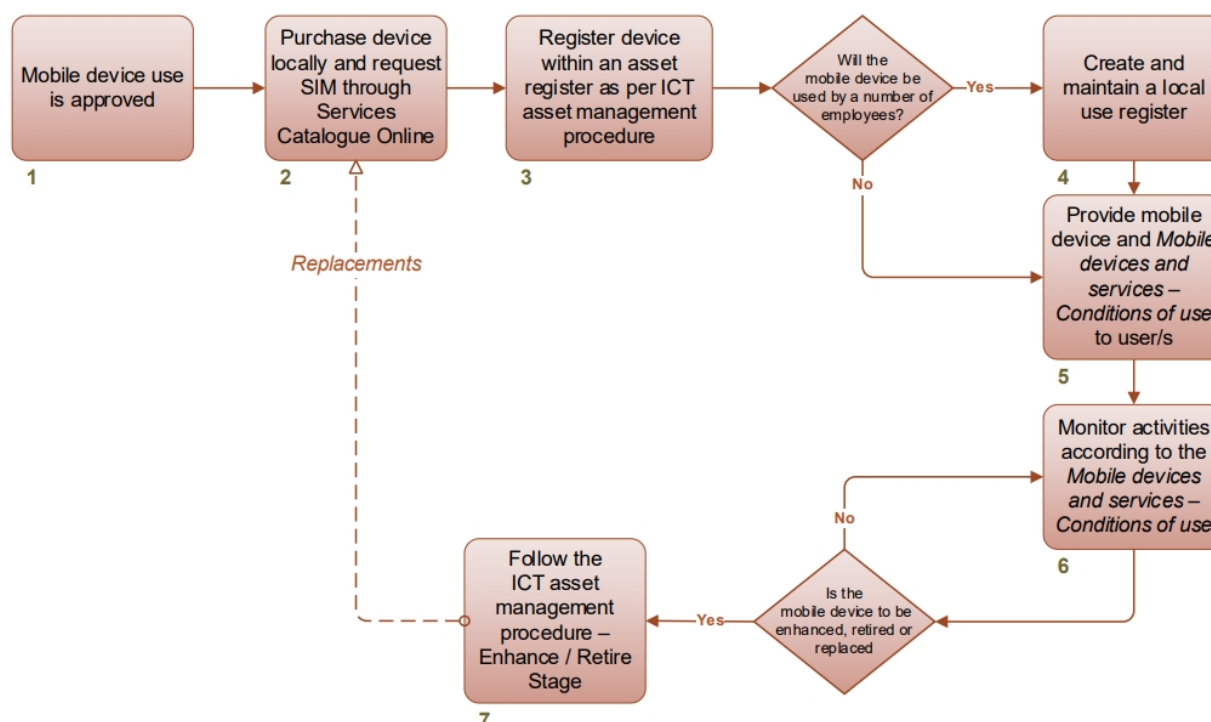 Mobile device use
is approved
1
Purchase device
locally and request
SIM through
Services
Catalogue Online
2
Register device
within an asset
register as per ICT
asset management
procedure
3
Will the
mobile device be
used by a number of
employees?
Yes
No
Create and
maintain a local
use register
4
Provide mobile
device and Mobile
devices and
services –
Conditions of use
to user/s
5
Monitor activities
according to the
Mobile devices
and services –
Conditions of use
6
Is the
mobile device to be
enhanced, retired or
replaced
No
Yes
Follow the
ICT asset
management
procedure –
Enhance / Retire
Stage
7
Replacements